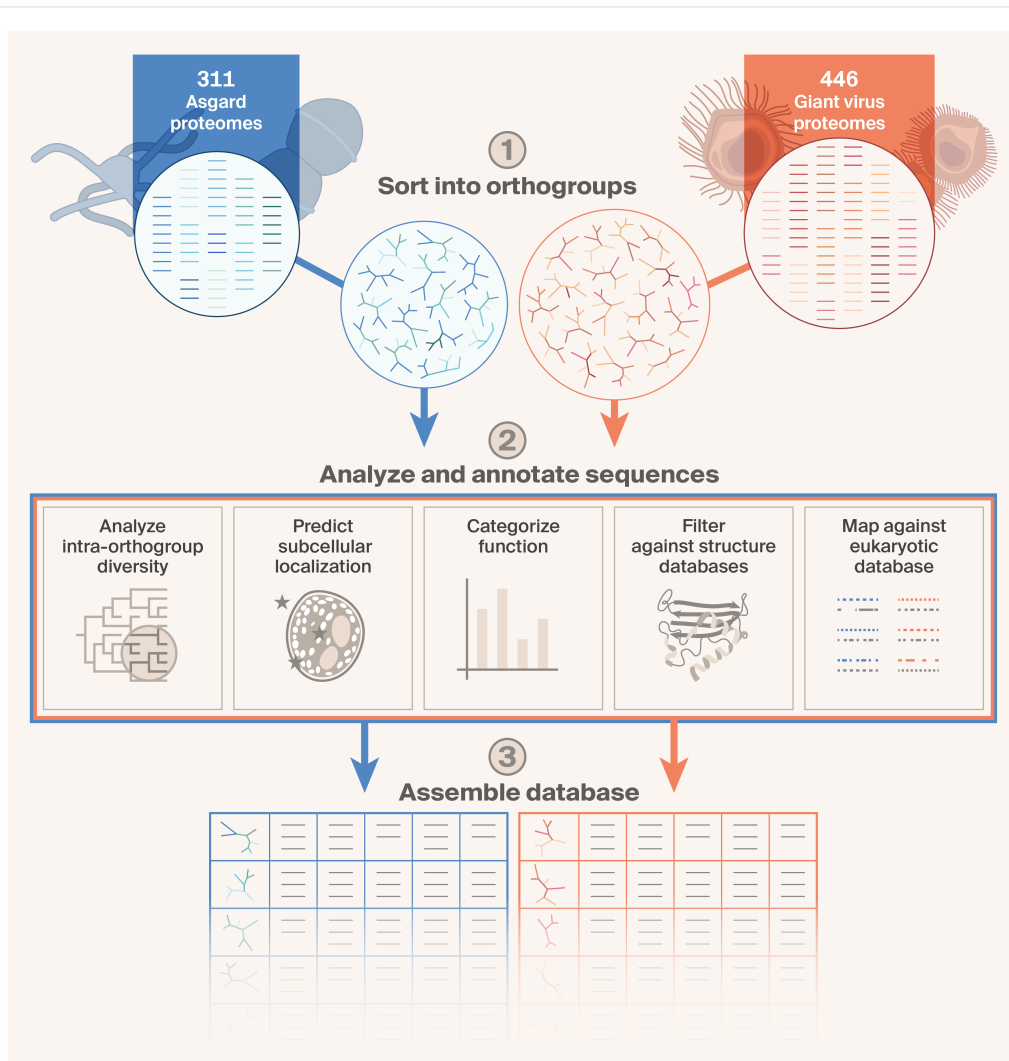 311
Asgard
proteomes
446
Giant virus
proteomes
1
Sort into orthogroups
2
Analyze and annotate sequences
Analyze
intra-orthogroup
diversity
Predict
subcellular
localization
Categorize
function
Filter
against structure
databases
Map against
eukaryotic
database
3
Assemble database